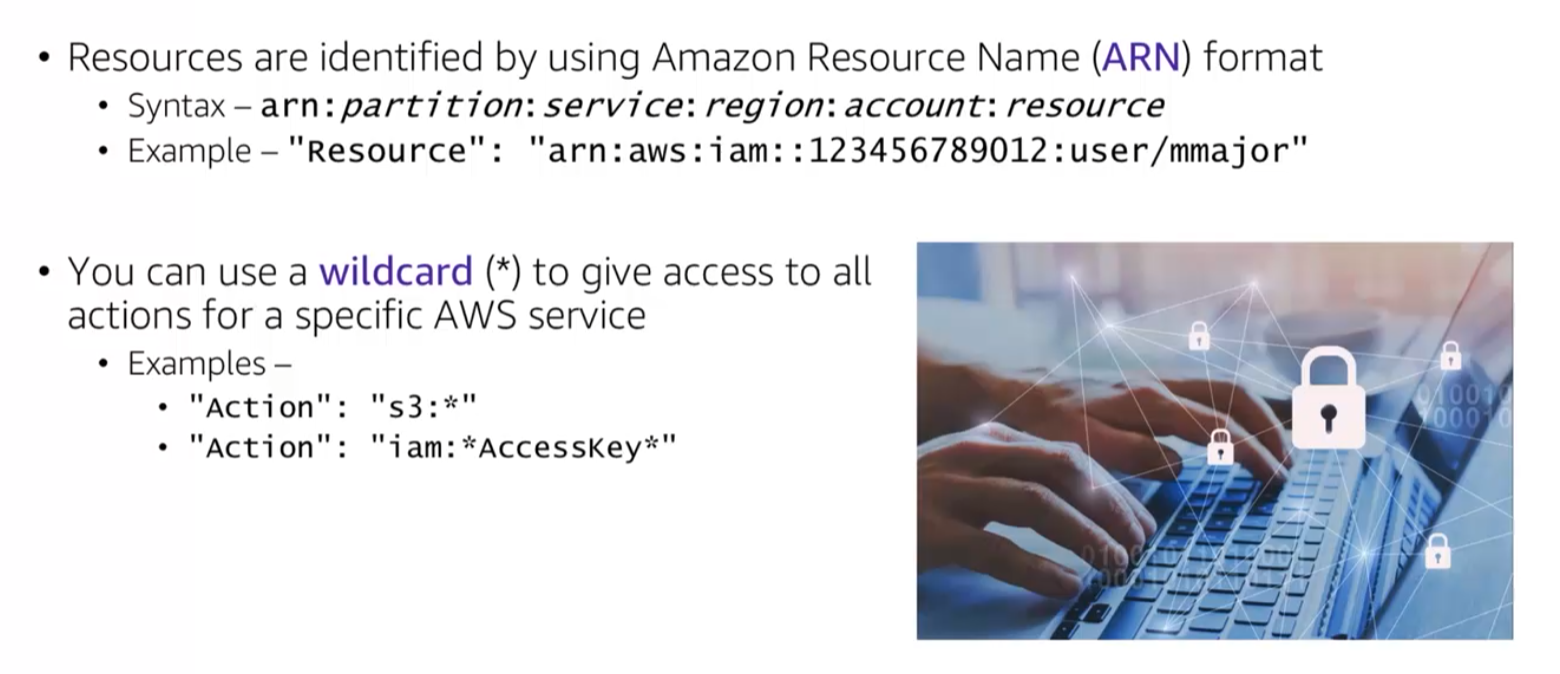 • Resources are identified by using Amazon Resource Name (ARN) format
• Syntax – arn:partition:service:region:account:resource
• Example – "Resource": "arn:aws:iam::123456789012:user/mmajor"
• You can use a wildcard (*) to give access to all
actions for a specific AWS service
• Examples –
• "Action": "s3:*"
• "Action": "iam:*AccessKey*"